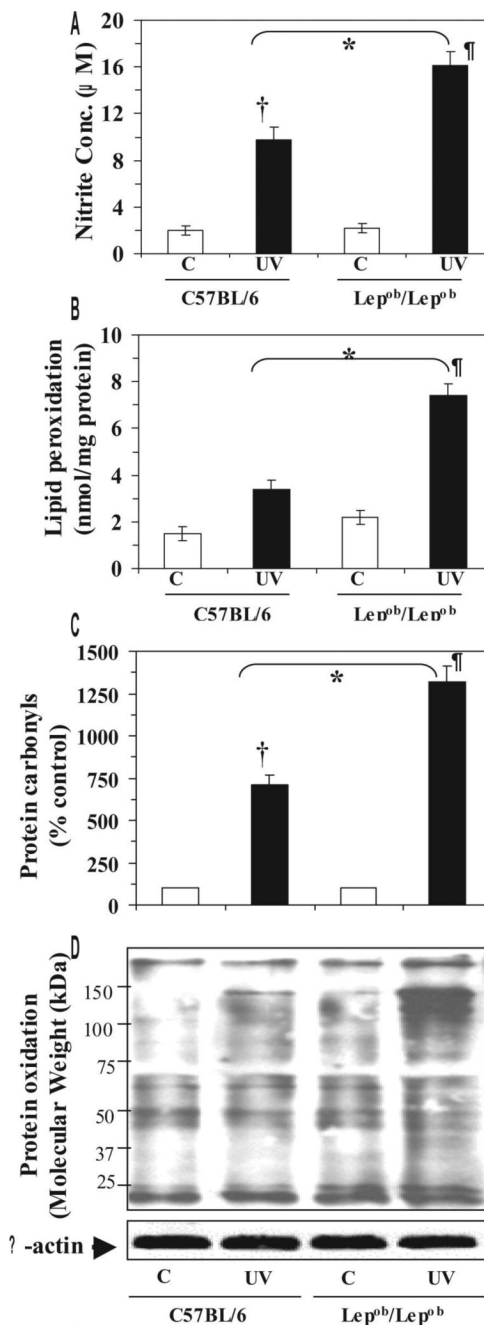 A
Nitrite Conc. (μ M)
20
16
12
8
4
0
†
*
¶
C UV C UV
C57BL/6 Lep^ob/Lep^ob
B
Lipid peroxidation
(nmol/mg protein)
10
8
6
4
2
0
*
¶
C UV C UV
C57BL/6 Lep^ob/Lep^ob
C
Protein carbonyls
(% control)
1500
1250
1000
750
500
250
0
†
*
¶
D
Protein oxidation
(Molecular Weight (kDa)
150
100
75
50
37
25
? -actin
C UV C UV
C57BL/6 Lep^ob/Lep^ob